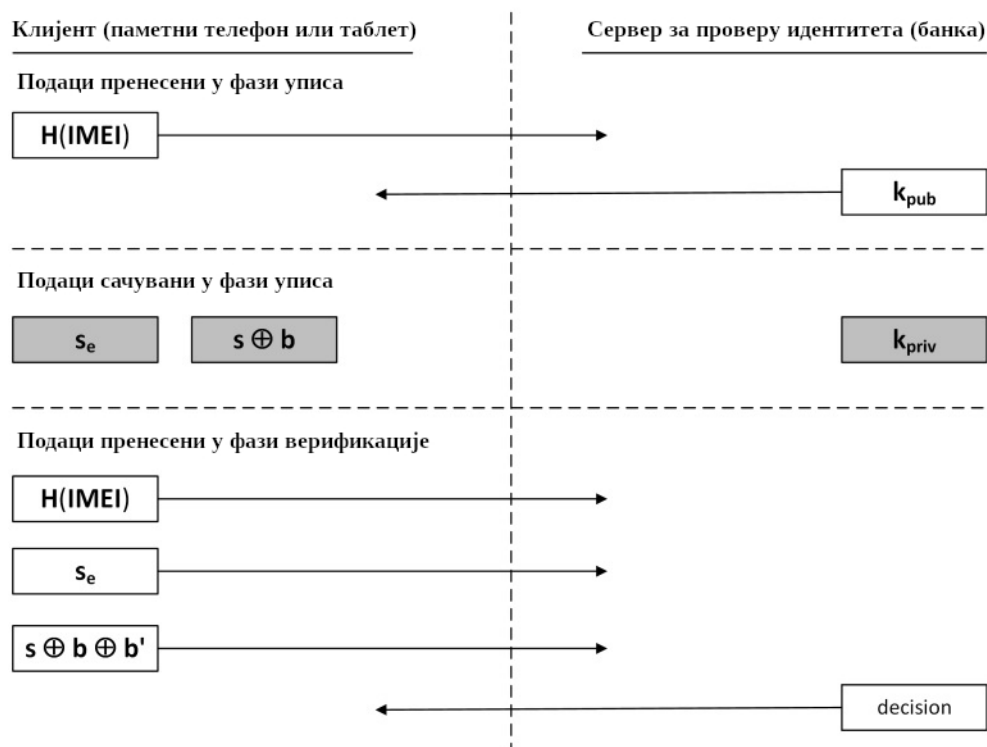 Клијент (паметни телефон или таблет)
Сервер за проверу идентитета (банка)
Подаци пренесени у фази уписа
H(IMEI)
kpub
Подаци сачувани у фази уписа
se
s ⊕ b
kpriv
Подаци пренесени у фази верификације
H(IMEI)
se
s ⊕ b ⊕ b'
decision